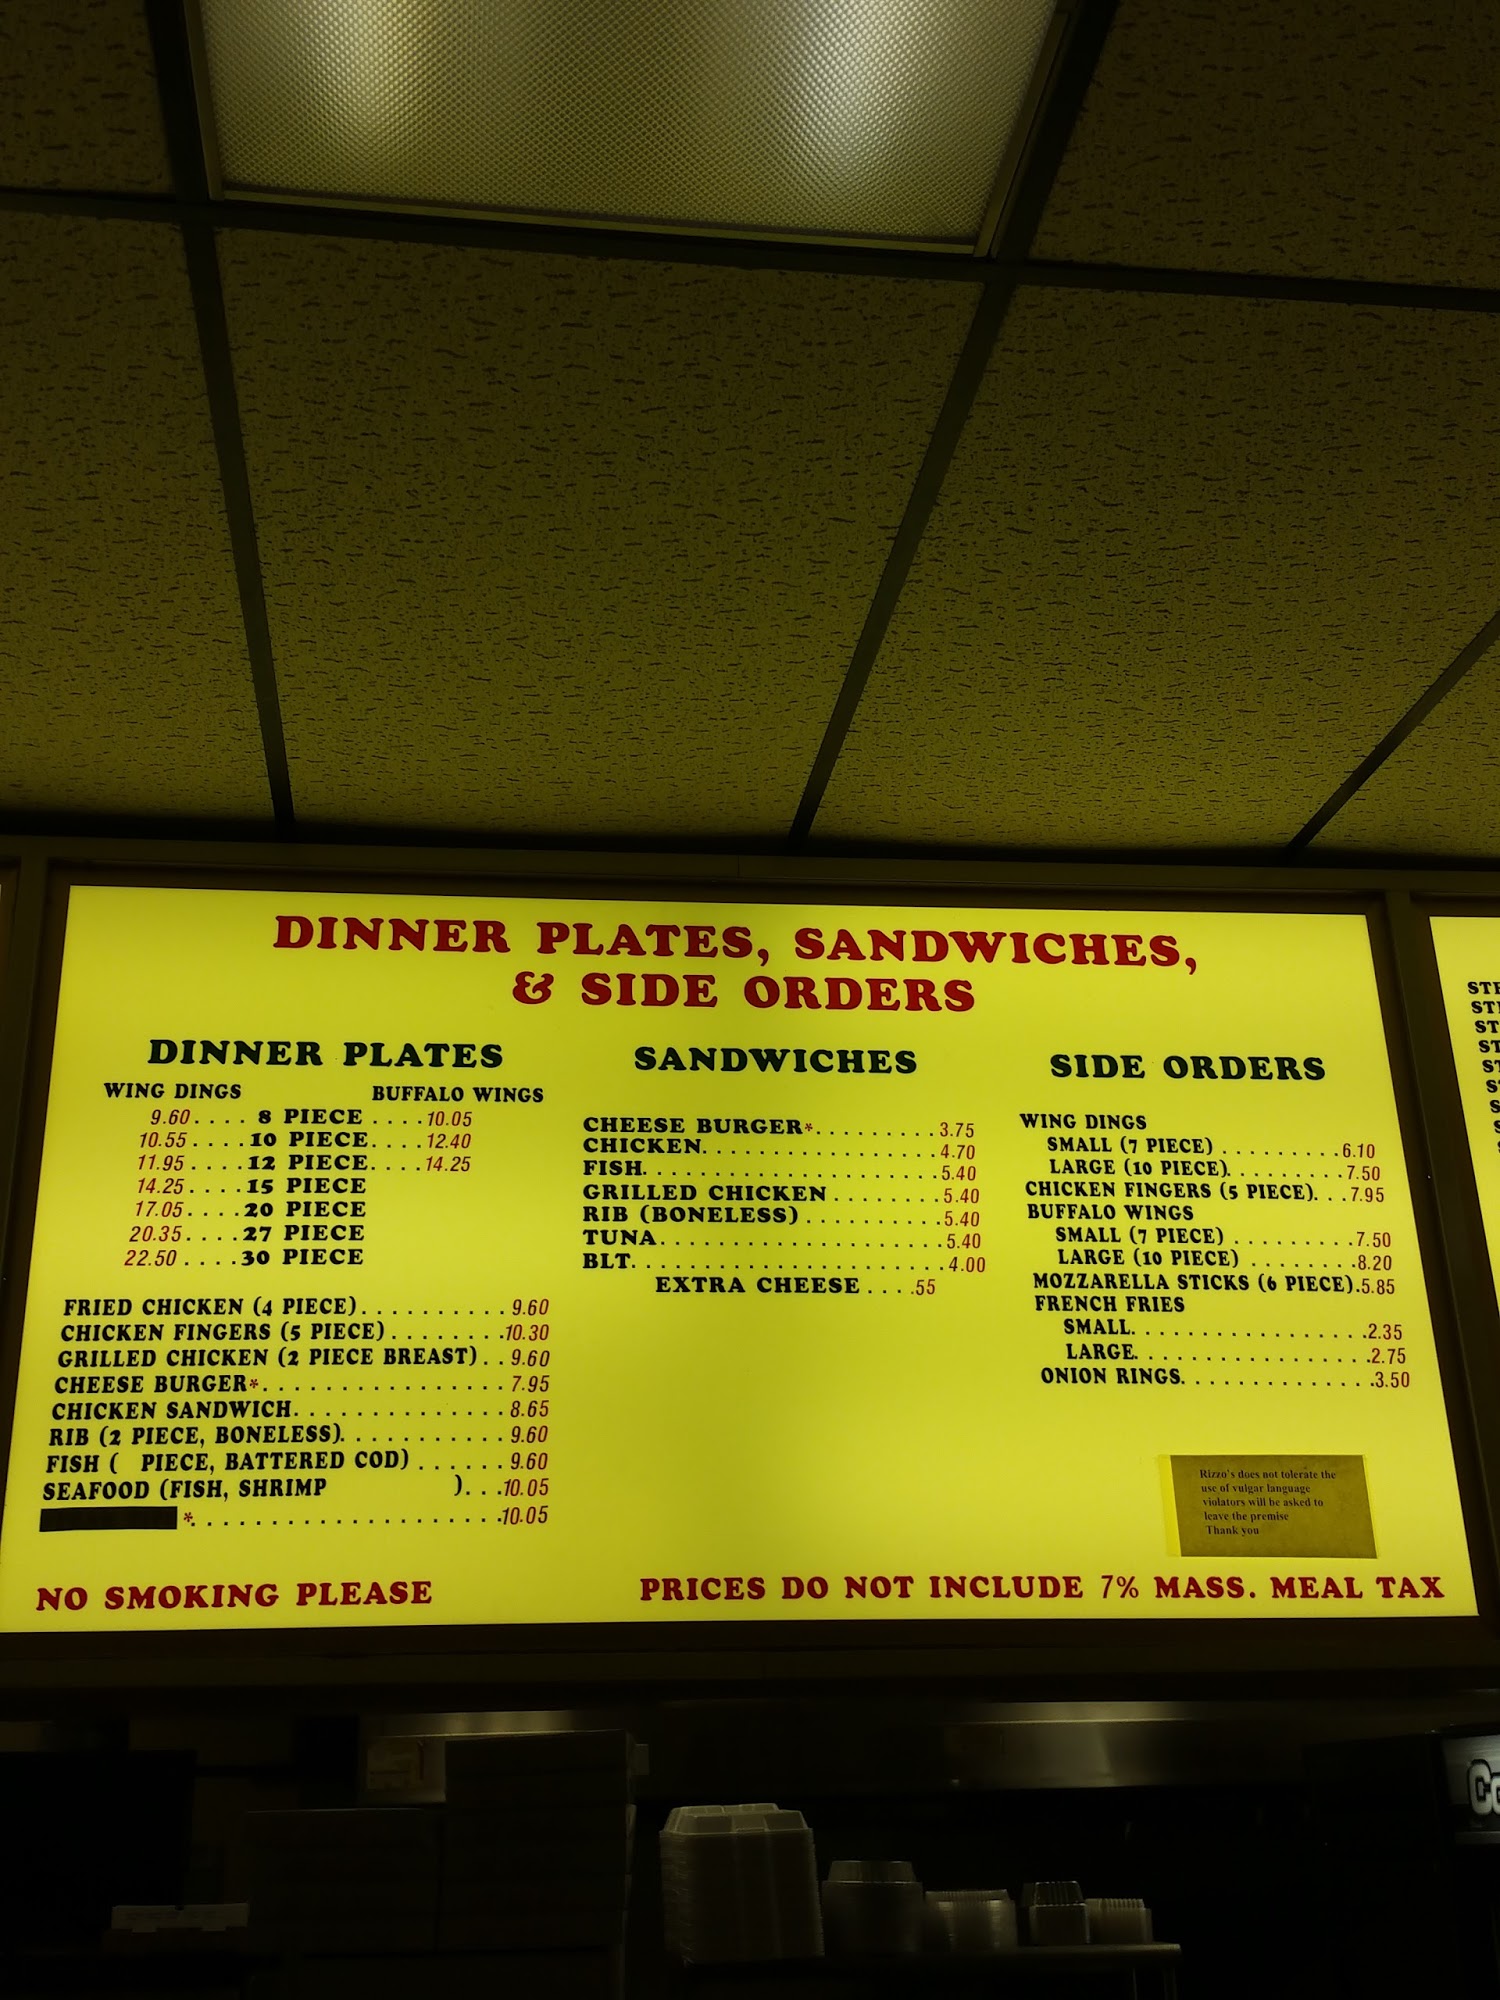 DINNER PLATES, SANDWICHES,
& SIDE ORDERS
DINNER PLATES
WING DINGS BUFFALO WINGS
9.60.... 8 PIECE ....10.05
10.55 ....10 PIECE....12.40
11.95 ....12 PIECE....14.25
14.25....15 PIECE
17.05....20 PIECE
20.35....27 PIECE
22.50 ....30 PIECE
FRIED CHICKEN (4 PIECE)..........9.60
CHICKEN FINGERS (5 PIECE)........10.30
GRILLED CHICKEN (2 PIECE BREAST)..9.60
CHEESE BURGER*.................7.95
CHICKEN SANDWICH..............8.65
RIB (2 PIECE, BONELESS)...........9.60
FISH ( PIECE, BATTERED COD)......9.60
SEAFOOD (FISH, SHRIMP )...10.05
*.....................10.05
SANDWICHES
CHEESE BURGER*.........3.75
CHICKEN..................4.70
FISH.......................5.40
GRILLED CHICKEN........5.40
RIB (BONELESS)..........5.40
TUNA......................5.40
BLT........................4.00
EXTRA CHEESE.....55
SIDE ORDERS
WING DINGS
SMALL (7 PIECE).........6.10
LARGE (10 PIECE)........7.50
CHICKEN FINGERS (5 PIECE)...7.95
BUFFALO WINGS
SMALL (7 PIECE).........7.50
LARGE (10 PIECE)........8.20
MOZZARELLA STICKS (6 PIECE).5.85
FRENCH FRIES
SMALL.................2.35
LARGE.................2.75
ONION RINGS..............3.50
Rizzo's does not tolerate the
use of vulgar language
violators will be asked to
leave the premise
Thank you
NO SMOKING PLEASE
PRICES DO NOT INCLUDE 7% MASS. MEAL TAX